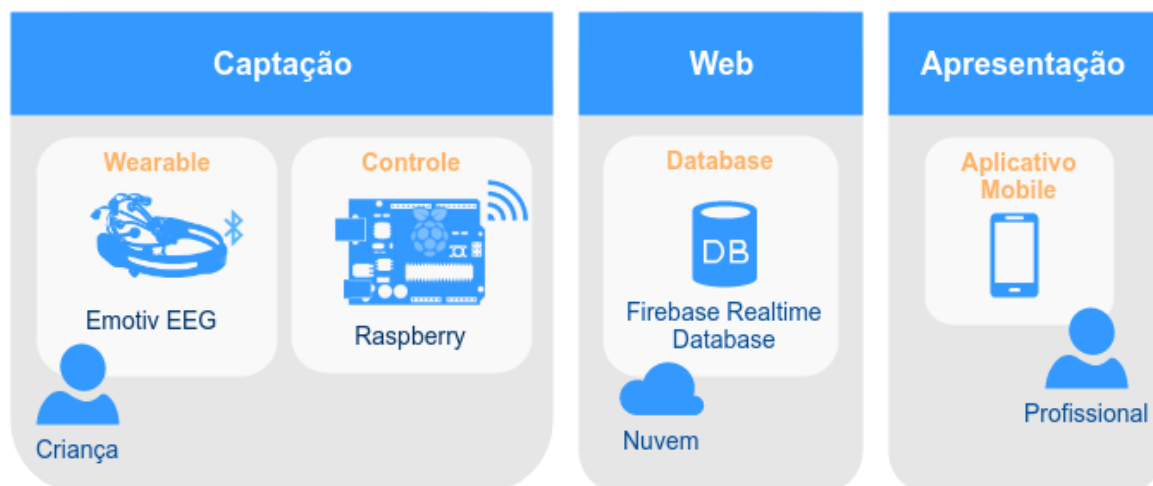 Captação
Wearable
Emotiv EEG
Criança
Controle
Raspberry
Web
Database
DB
Firebase Realtime
Database
Nuvem
Apresentação
Aplicativo
Mobile
Profissional